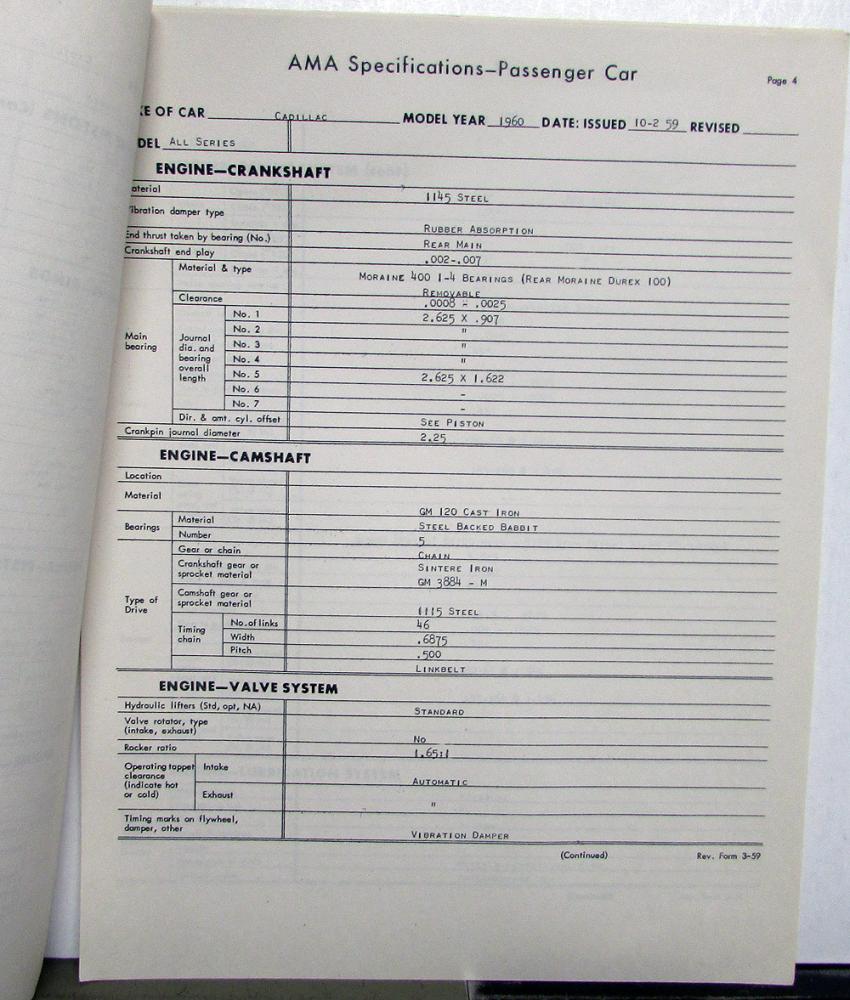 AMA Specifications—Passenger Car
Page 4
KE OF CAR CADILLAC MODEL YEAR 1960 DATE: ISSUED 10-2 59 REVISED
DEL ALL SERIES
ENGINE—CRANKSHAFT
aterial 1145 STEEL
Vibration damper type RUBBER ABSORPTION
End thrust taken by bearing (No.) REAR MAIN
Crankshaft end play .002-.007
Main bearing
Material & type MORAINE 400 1-4 BEARINGS (REAR MORAINE DUREX 100)
REMOVABLE
Clearance .0008 - .0025
Journal dia. and bearing overall length
No. 1 2.625 X .907
No. 2 "
No. 3 "
No. 4 "
No. 5 2.625 X 1.622
No. 6 -
No. 7 -
Dir. & amt. cyl. offset SEE PISTON
Crankpin journal diameter 2.25
ENGINE—CAMSHAFT
Location
Material GM 120 CAST IRON
Bearings
Material STEEL BACKED BABBIT
Number 5
Type of Drive
Gear or chain CHAIN
Crankshaft gear or sprocket material SINTERE IRON
GM 3884 - M
Camshaft gear or sprocket material 1115 STEEL
Timing chain
No. of links 46
Width .6875
Pitch .500
LINKBELT
ENGINE—VALVE SYSTEM
Hydraulic lifters (Std, opt, NA) STANDARD
Valve rotator, type
(intake, exhaust) NO
Rocker ratio 1.65:1
Operating tappet clearance (indicate hot or cold)
Intake AUTOMATIC
Exhaust "
Timing marks on flywheel,
damper, other VIBRATION DAMPER
(Continued)
Rev. Form 3-59